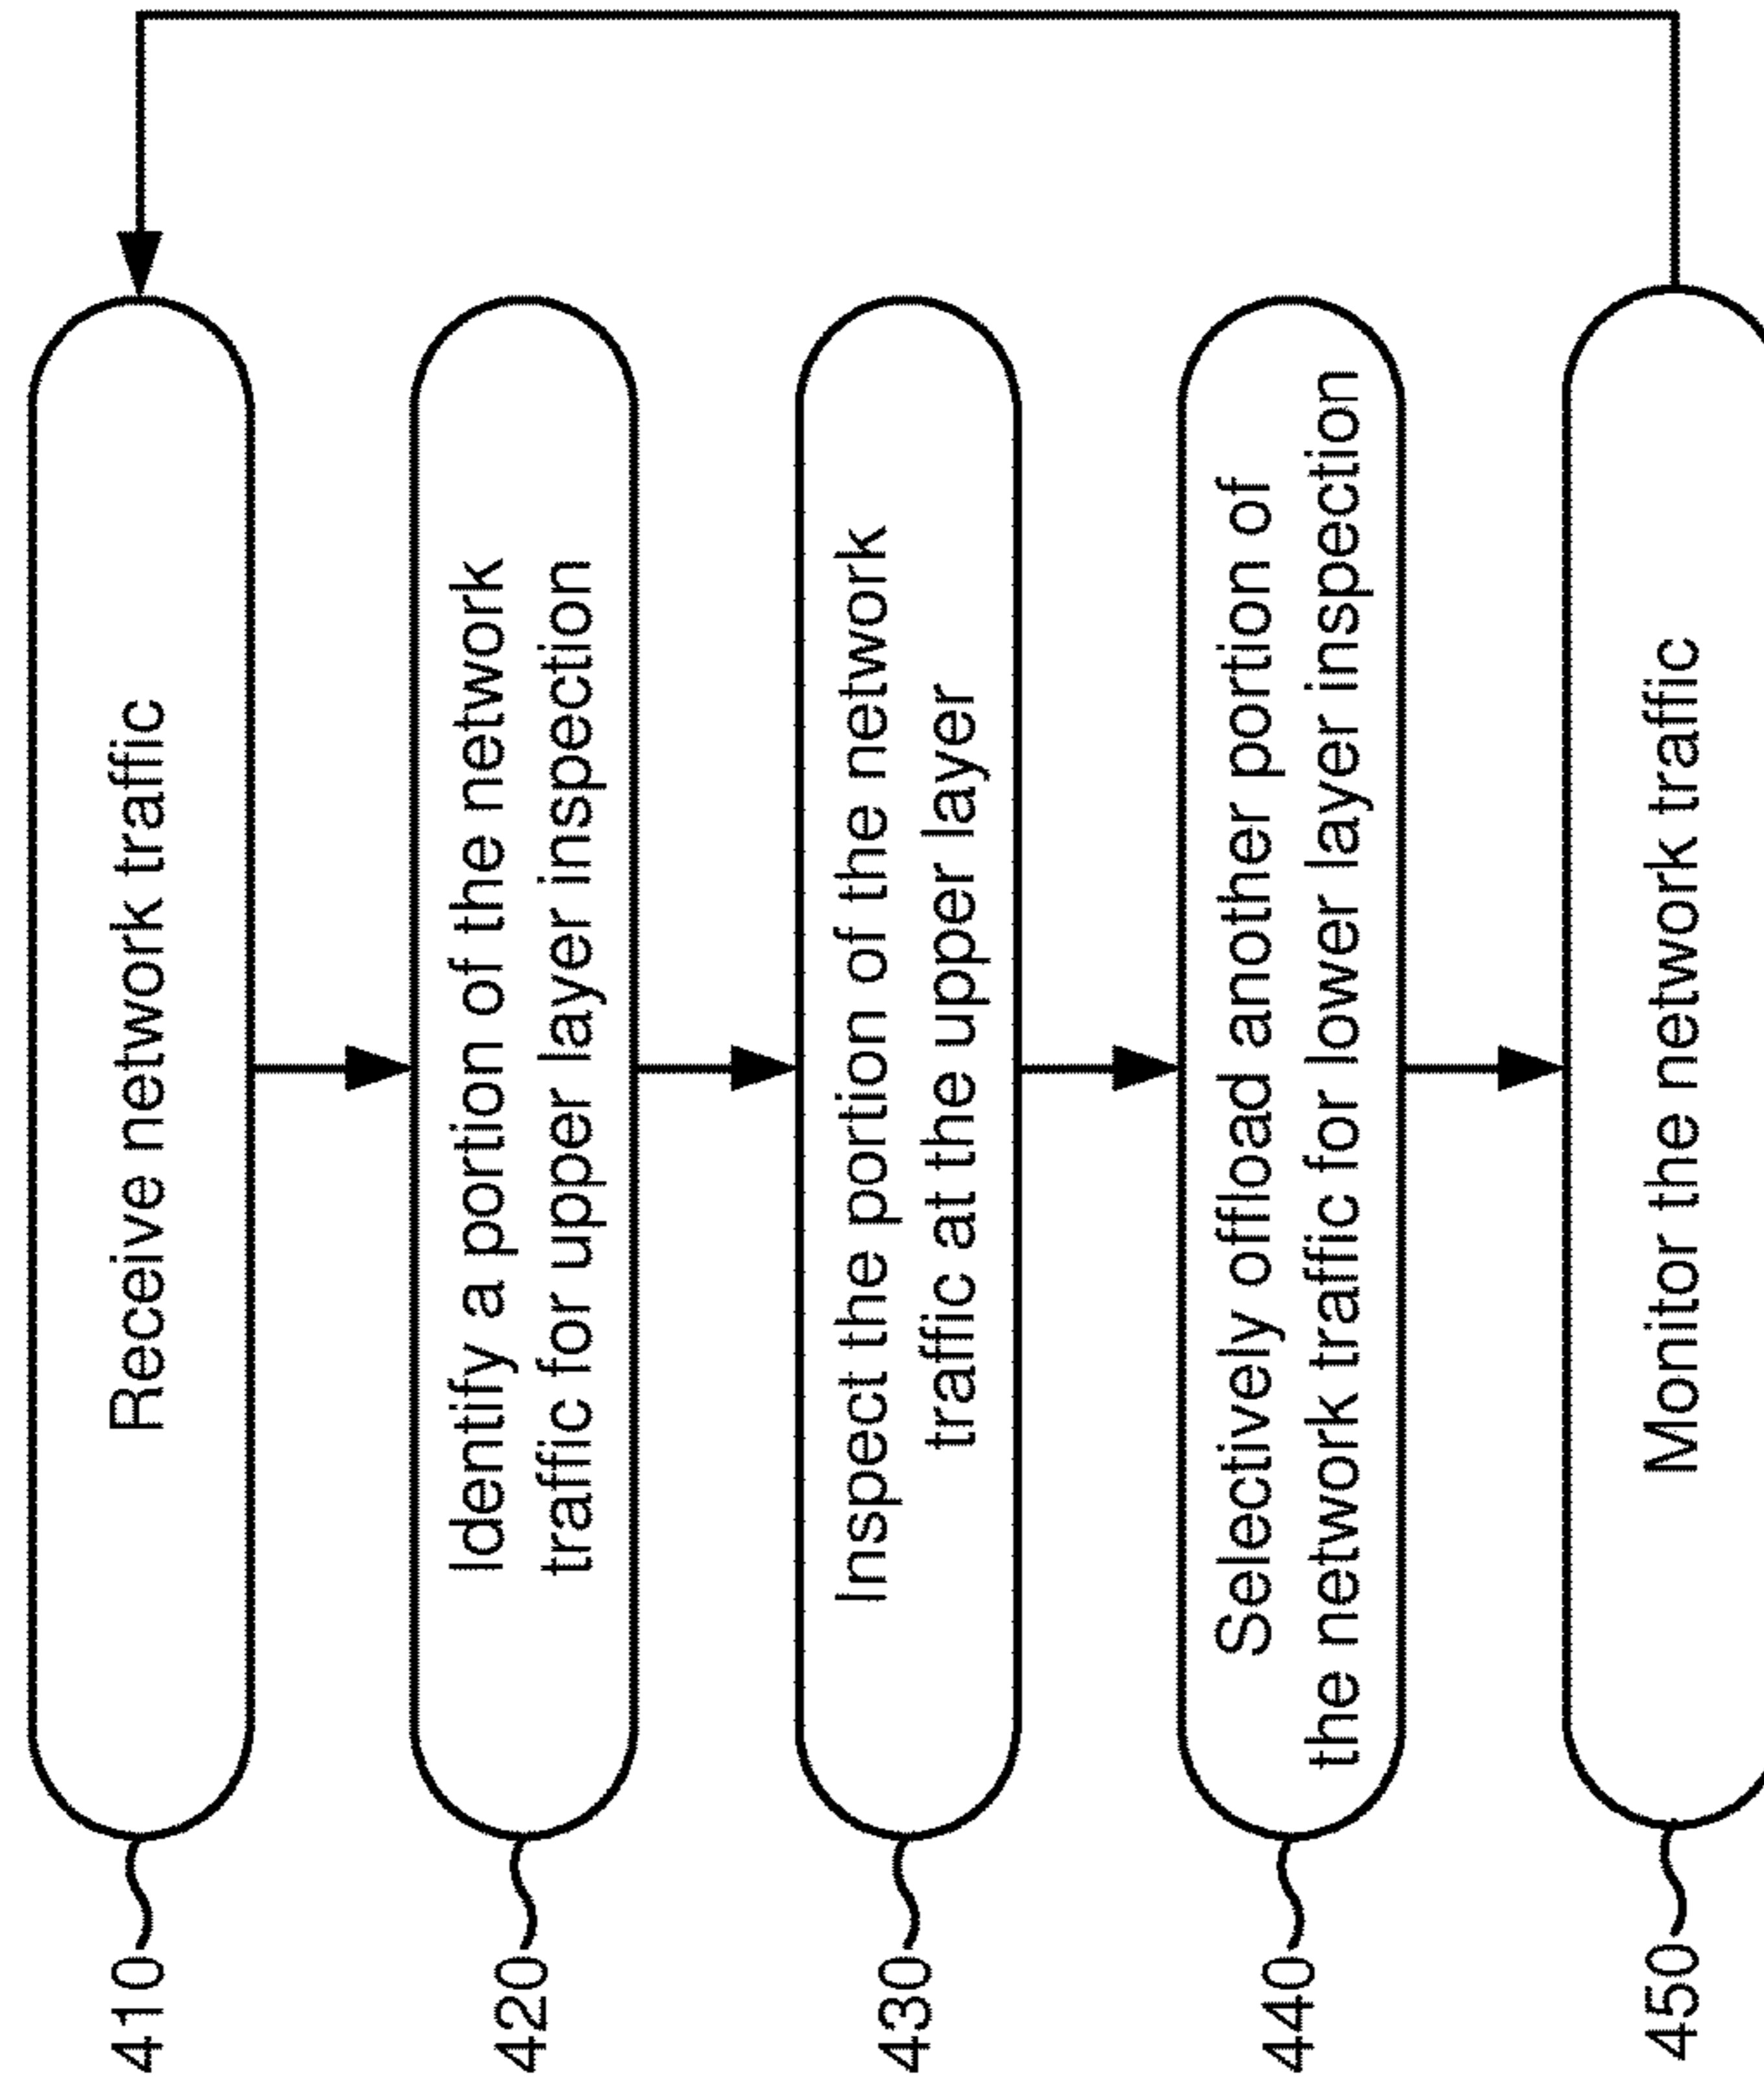 410
Receive network traffic
420
Identify a portion of the network
traffic for upper layer inspection
430
Inspect the portion of the network
traffic at the upper layer
440
Selectively offload another portion of
the network traffic for lower layer inspection
450
Monitor the network traffic